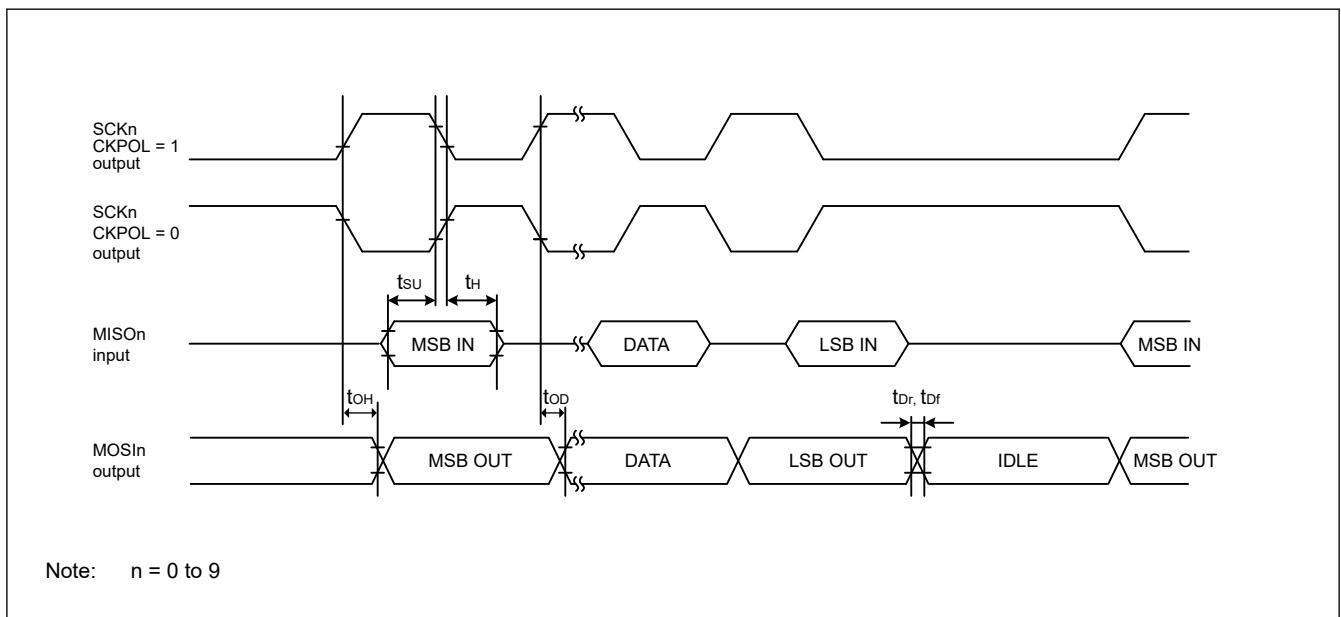 SCKn
CKPOL = 1
output
SCKn
CKPOL = 0
output
tSU
tH
MISOn
input
MSB IN
DATA
LSB IN
MSB IN
tOH
tOD
tDr, tDf
MOSIn
output
MSB OUT
DATA
LSB OUT
IDLE
MSB OUT
Note: n = 0 to 9